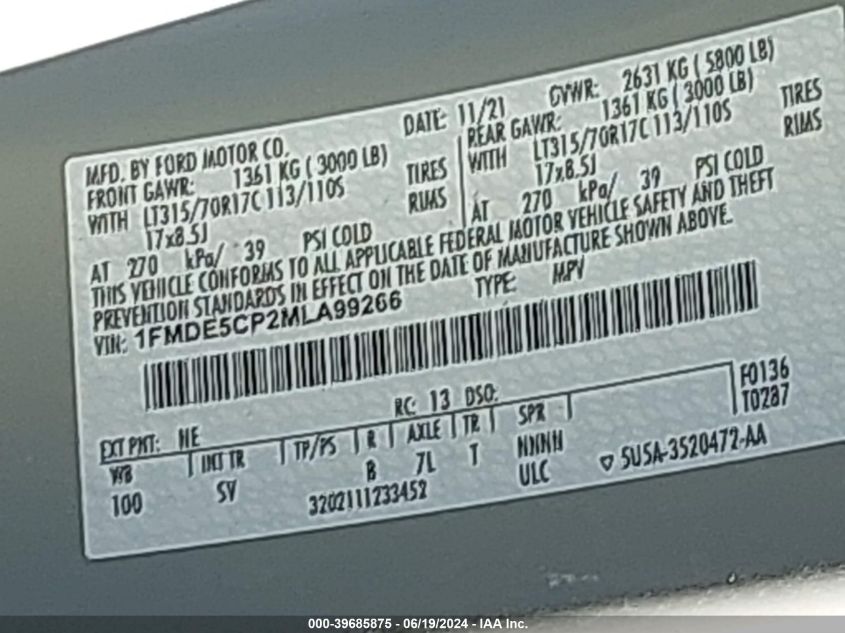 MFD. BY FORD MOTOR CO.
DATE: 11/21 GVWR: 2631 KG ( 5800 LB)
FRONT GAWR: 1361 KG ( 3000 LB) REAR GAWR: 1361 KG ( 3000 LB)
WITH LT315/70R17C 113/110S TIRES WITH LT315/70R17C 113/110S TIRES
17x8.5J RIMS 17x8.5J RIMS
AT 270 kPa/ 39 PSI COLD AT 270 kPa/ 39 PSI COLD
THIS VEHICLE CONFORMS TO ALL APPLICABLE FEDERAL MOTOR VEHICLE SAFETY AND THEFT
PREVENTION STANDARDS IN EFFECT ON THE DATE OF MANUFACTURE SHOWN ABOVE.
VIN: 1FMDE5CP2MLA99266 TYPE: MPV
F0136
RC: 13 DSO: T0287
EXT PNT: HE
WB INT TR TP/PS R AXLE TR SPR
100 SV B 7L T NNNN
3202111233452 ULC 5U5A-3520472-AA
000-39685875 - 06/19/2024 - IAA Inc.